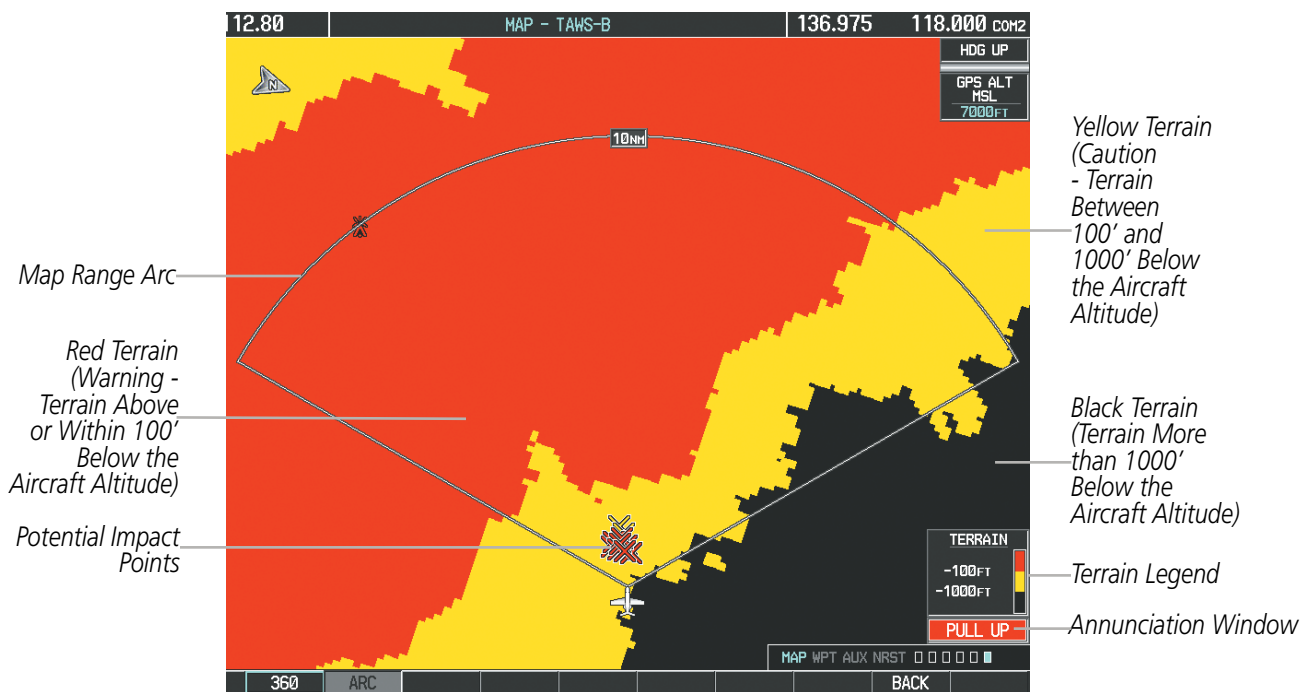 112.80
MAP - TAWS-B
136.975
118.000 COM2
HDG UP
GPS ALT
MSL
7000FT
N
10NM
Map Range Arc
Red Terrain
(Warning -
Terrain Above
or Within 100'
Below the
Aircraft Altitude)
Potential Impact
Points
Yellow Terrain
(Caution
- Terrain
Between
100' and
1000' Below
the Aircraft
Altitude)
Black Terrain
(Terrain More
than 1000'
Below the
Aircraft Altitude)
TERRAIN
-100FT
-1000FT
Terrain Legend
PULL UP
Annunciation Window
MAP WPT AUX NRST
360
ARC
BACK